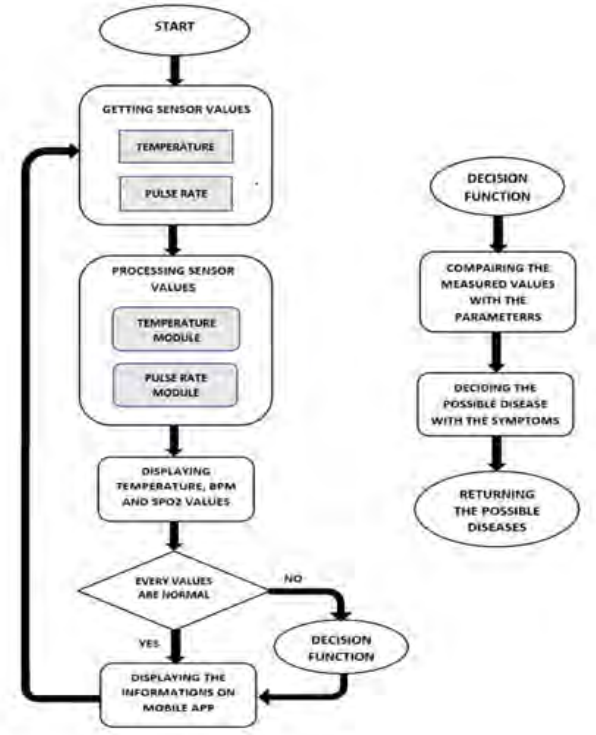 START
GETTING SENSOR VALUES
TEMPERATURE
PULSE RATE
PROCESSING SENSOR
VALUES
TEMPERATURE
MODULE
PULSE RATE
MODULE
DISPLAYING
TEMPERATURE, BPM
AND SPO2 VALUES
EVERY VALUES
ARE NORMAL
NO
YES
DECISION
FUNCTION
DISPLAYING THE
INFORMATIONS ON
MOBILE APP
DECISION
FUNCTION
COMPAIRING THE
MEASURED VALUES
WITH THE
PARAMETERRS
DECIDING THE
POSSIBLE DISEASE
WITH THE SYMPTOMS
RETURNING
THE POSSIBLE
DISEASES